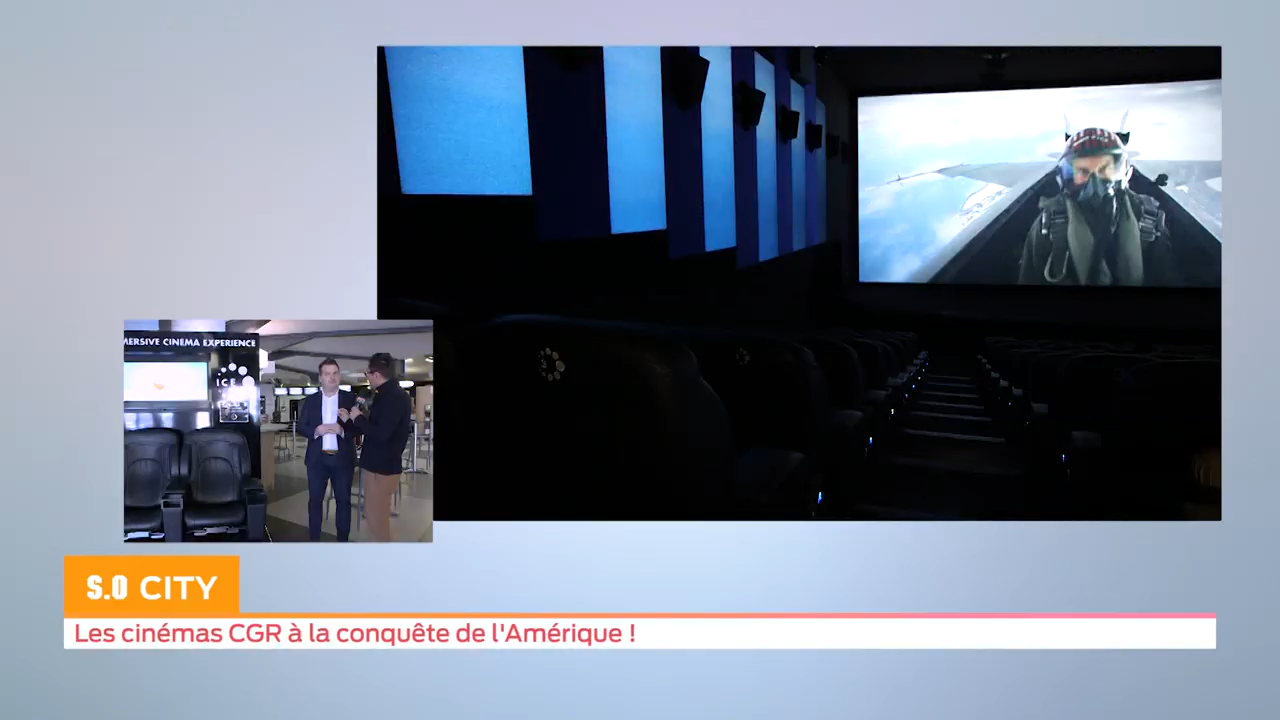 MERSIVE CINEMA EXPERIENCE
ICE
S.O CITY
Les cinémas CGR à la conquête de l'Amérique !